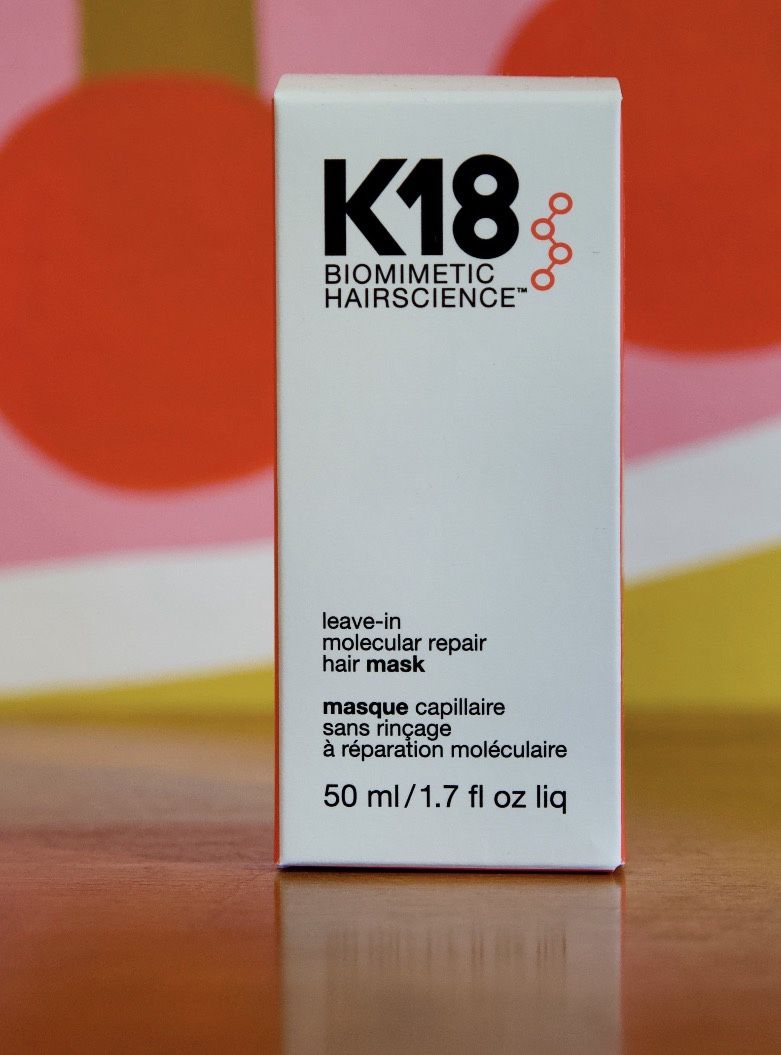 K18
BIOMIMETIC
HAIRSCIENCE™
leave-in
molecular repair
hair mask
masque capillaire
sans rinçage
à réparation moléculaire
50 ml/1.7 fl oz liq